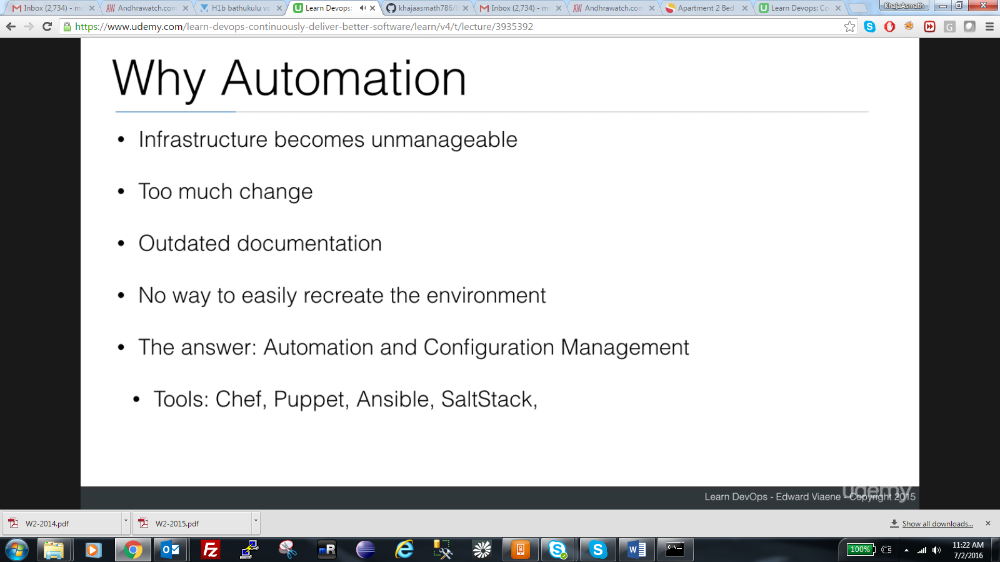 Inbox (2,734) - mo
Andhrawatch.com
H1b bathukulu vs
Learn Devops:
khajaasmath786/
Inbox (2,734) - mo
Andhrawatch.com
Apartment 2 Bed
Learn Devops: Co
KhajaAsmath
https://www.udemy.com/learn-devops-continuously-deliver-better-software/learn/v4/t/lecture/3935392
Why Automation
• Infrastructure becomes unmanageable
• Too much change
• Outdated documentation
• No way to easily recreate the environment
• The answer: Automation and Configuration Management
• Tools: Chef, Puppet, Ansible, SaltStack,
udemy
Learn DevOps - Edward Viaene - Copyright 2015
W2-2014.pdf
W2-2015.pdf
Show all downloads...
100%
11:22 AM
7/2/2016